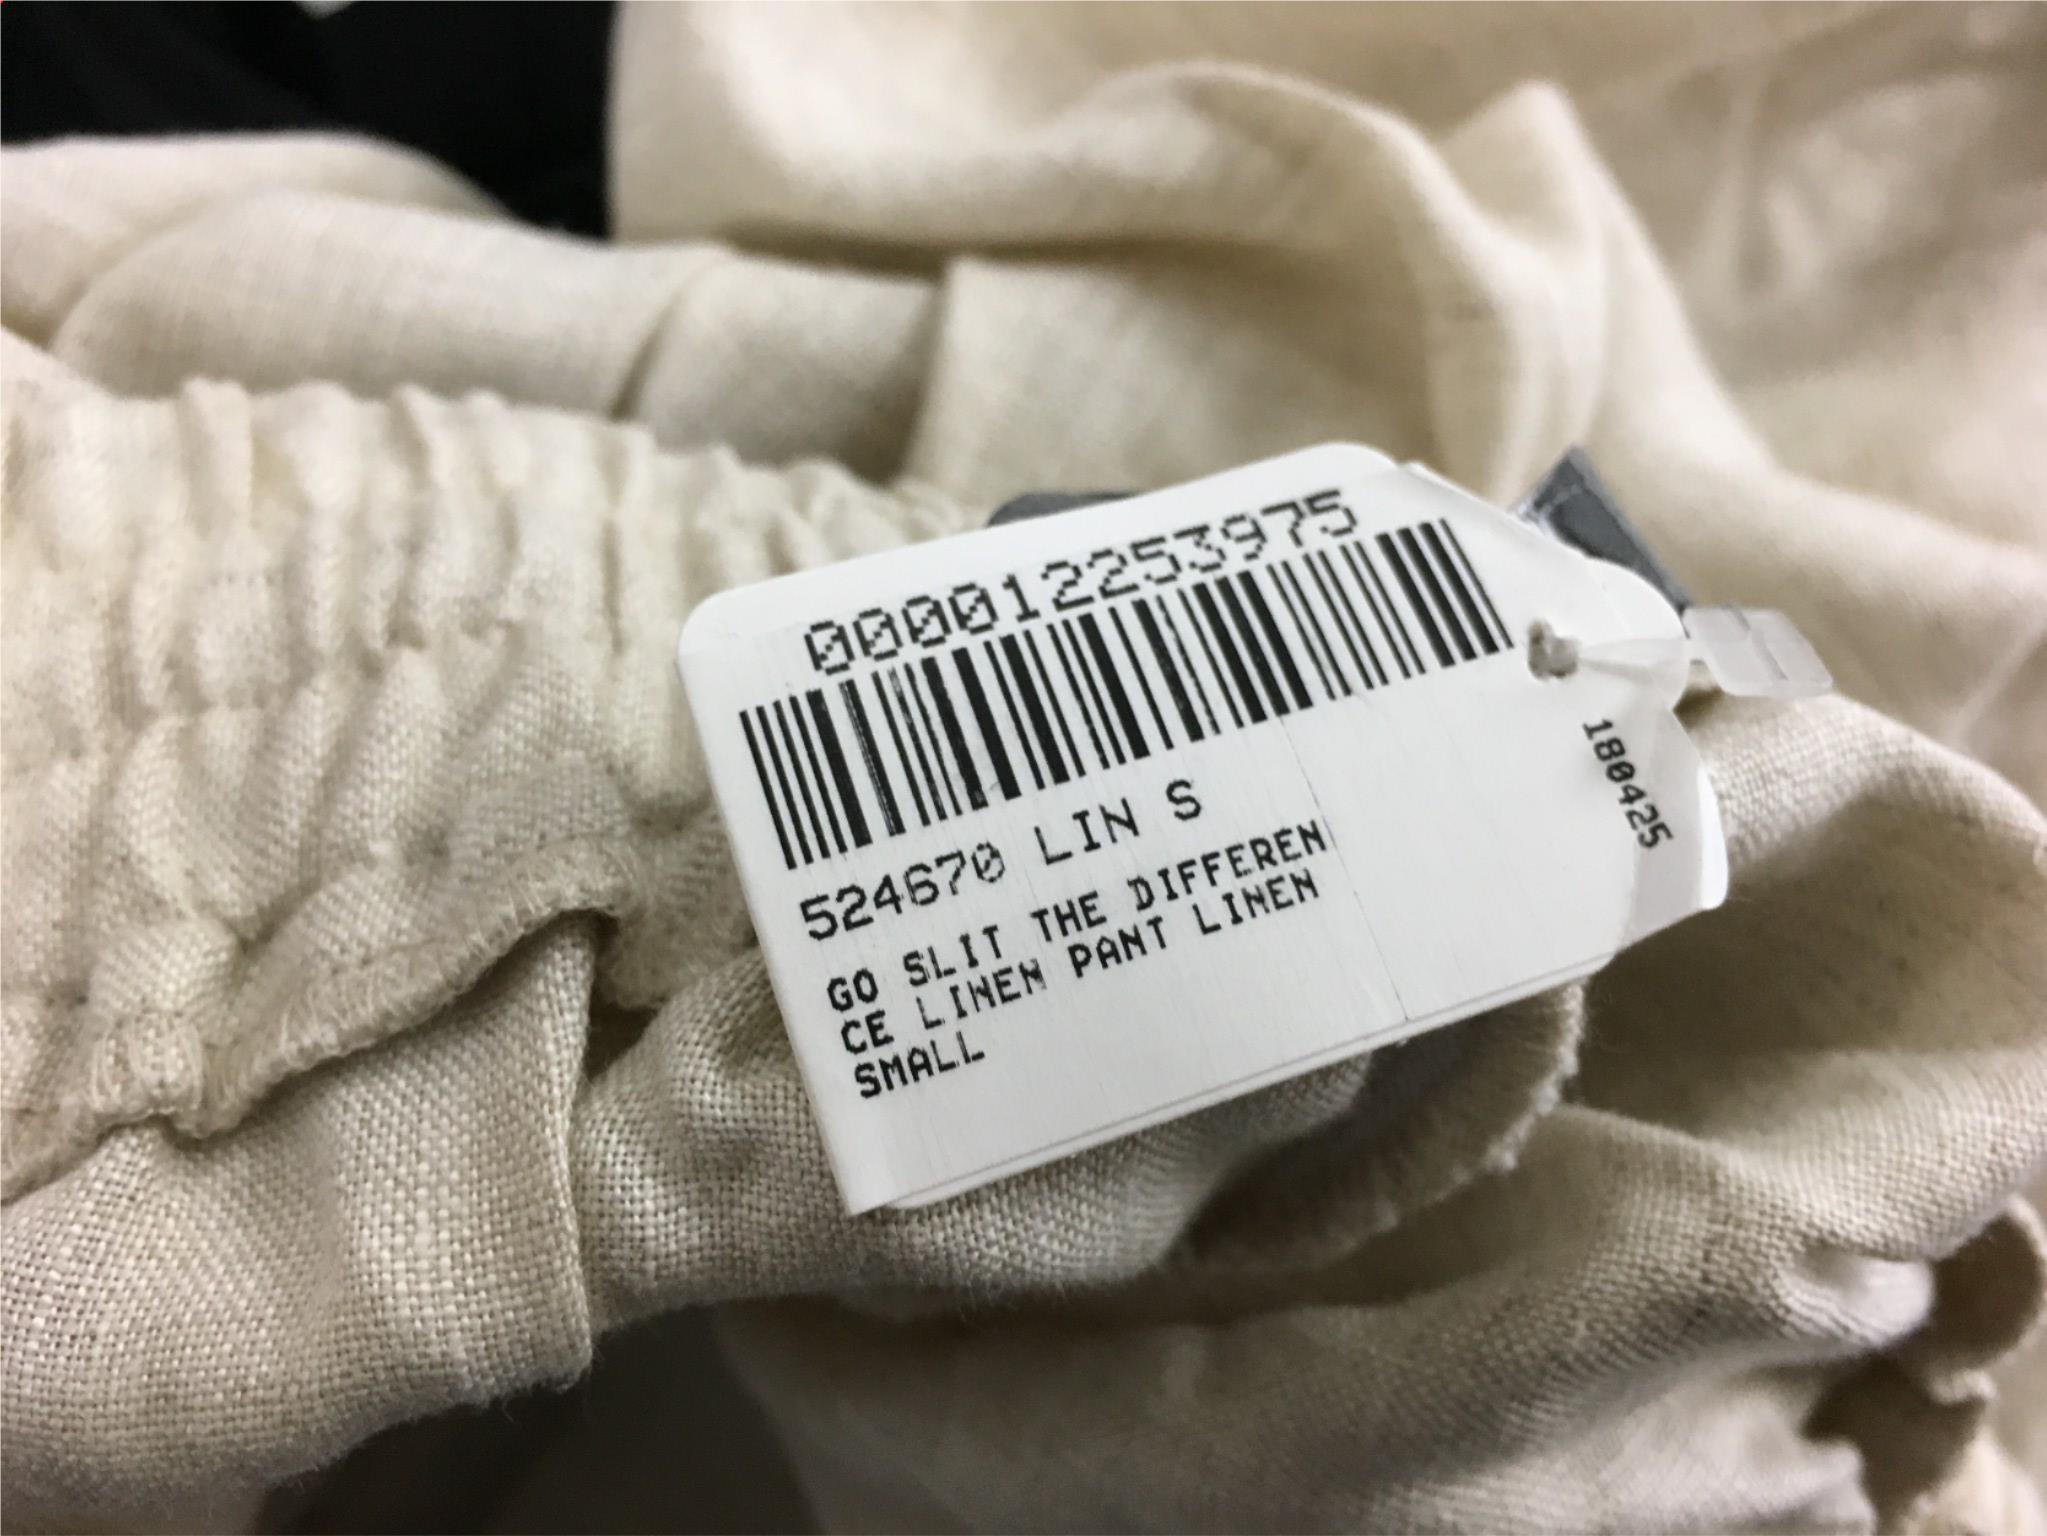 000012253975
524670 LIN S
GO SLIT THE DIFFEREN
CE LINEN PANT LINEN
SMALL
180425